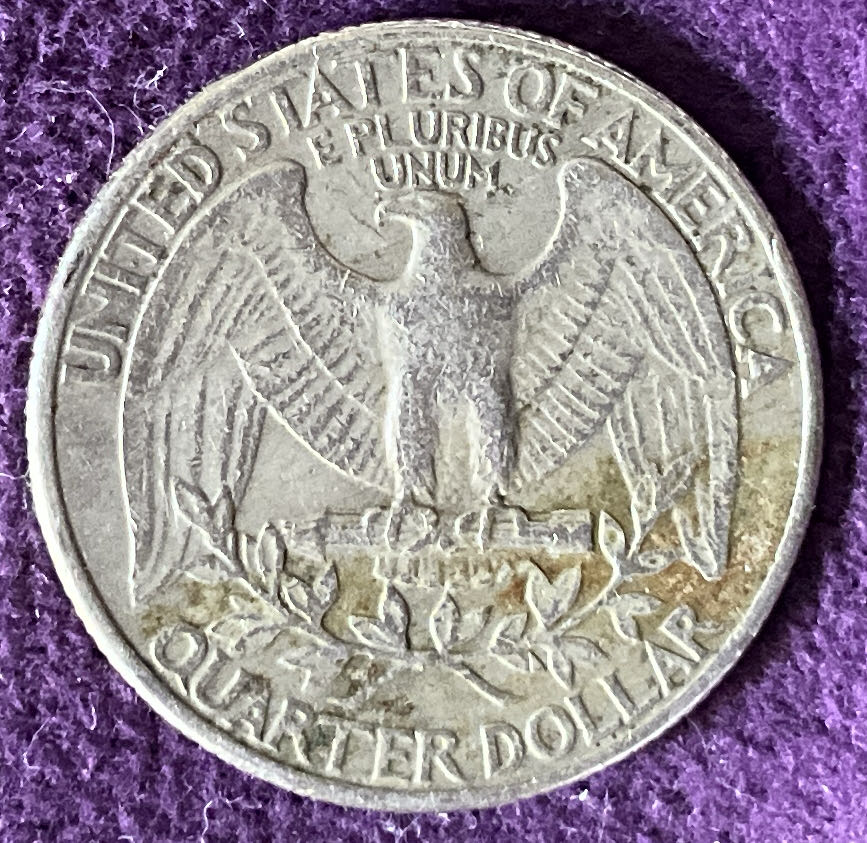 UNITED STATES OF AMERICA
E PLURIBUS
UNUM
QUARTER DOLLAR